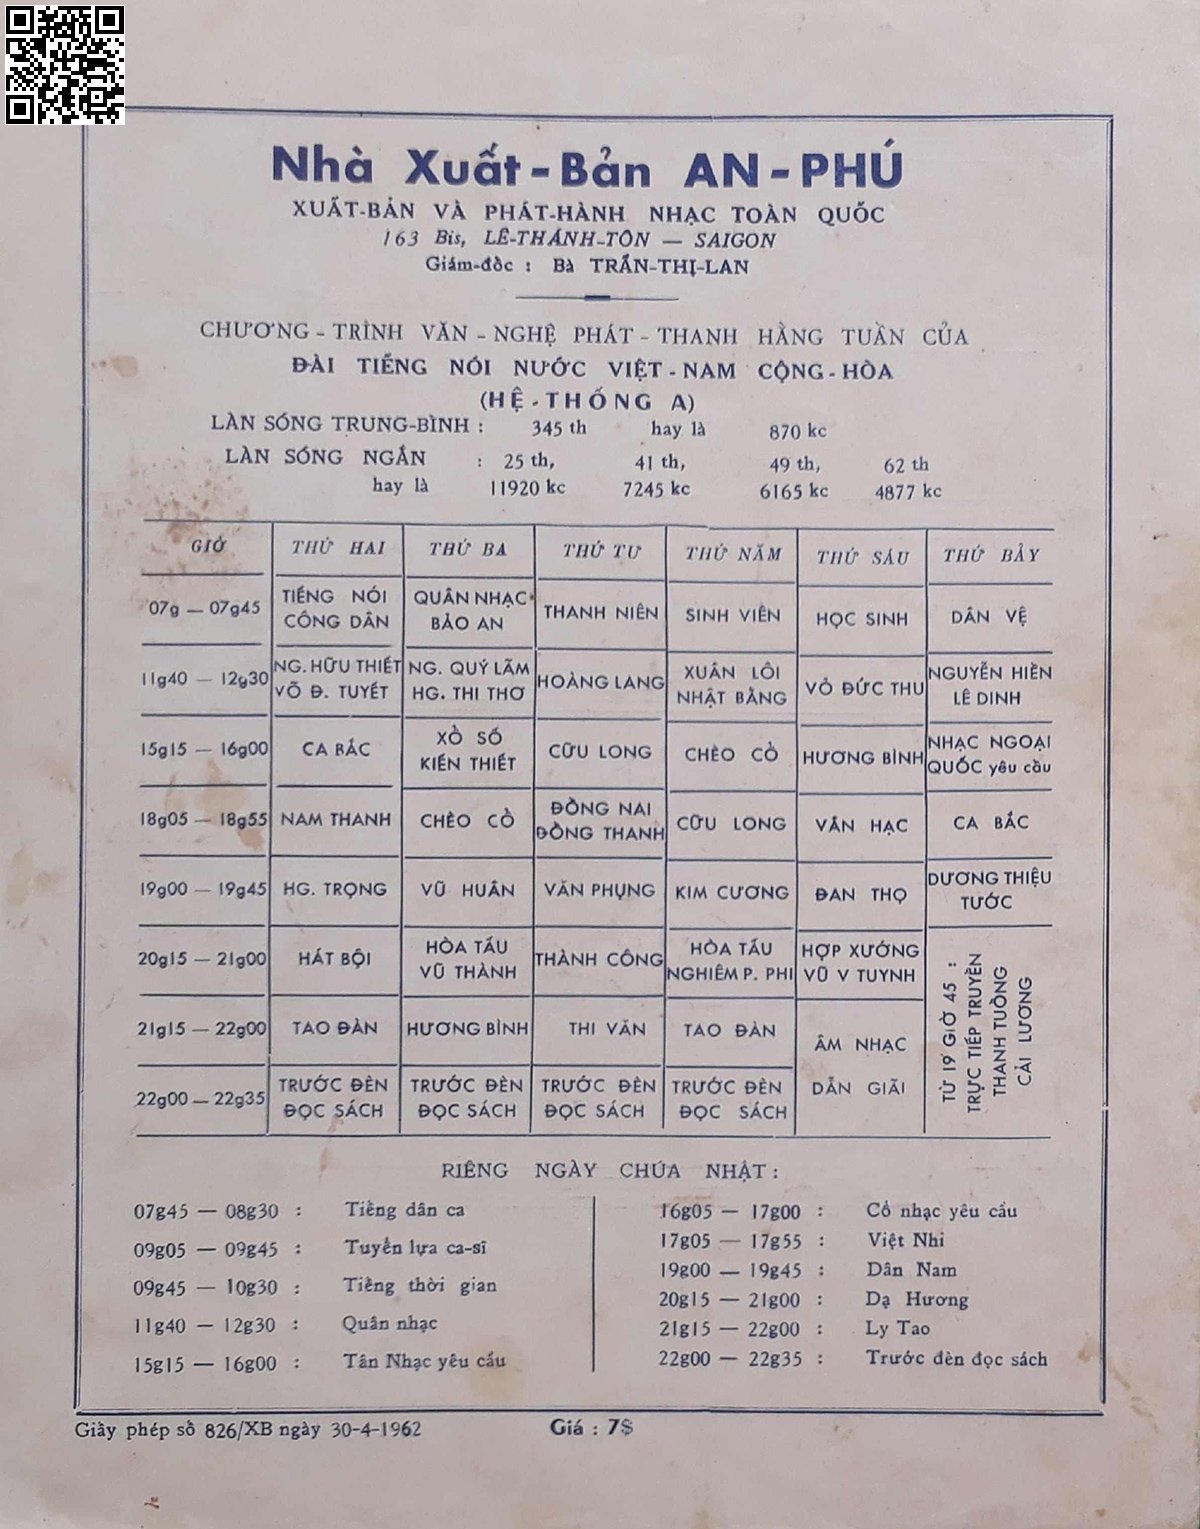 Nhà Xuất-Bản AN-PHÚ
XUẤT-BẢN VÀ PHÁT-HÀNH NHẠC TOÀN QUỐC
163 Bis, LÊ-THÁNH-TÔN — SAIGON
Giám-đốc : Bà TRẦN-THỊ-LAN
CHƯƠNG-TRÌNH VĂN-NGHỆ PHÁT-THANH HẰNG TUẦN CỦA
ĐÀI TIẾNG NÓI NƯỚC VIỆT-NAM CỘNG-HÒA
(HỆ-THỐNG A)
LÀN SÓNG TRUNG-BÌNH : 345 th hay là 870 kc
LÀN SÓNG NGẮN : 25 th, 41 th, 49 th, 62 th
hay là 11920 kc 7245 kc 6165 kc 4877 kc
GIỜ THỨ HAI THỨ BA THỨ TƯ THỨ NĂM THỨ SÁU THỨ BẢY
07g — 07g45 TIẾNG NÓI CÔNG DÂN QUÂN NHẠC BẢO AN THANH NIÊN SINH VIÊN HỌC SINH DÂN VỆ
11g40 — 12g30 NG. HỮU THIẾT VÕ Đ. TUYẾT NG. QUÝ LÃM HG. THI THƠ HOÀNG LANG XUÂN LÔI NHẬT BẰNG VỎ ĐỨC THU NGUYỄN HIỀN LÊ DINH
15g15 — 16g00 CA BẮC XỔ SỐ KIẾN THIẾT CỮU LONG CHÈO CỔ HƯƠNG BÌNH NHẠC NGOẠI QUỐC yêu cầu
18g05 — 18g55 NAM THANH CHÈO CỔ ĐỒNG NAI ĐỒNG THANH CỮU LONG VÂN HẠC CA BẮC
19g00 — 19g45 HG. TRỌNG VŨ HUÂN VĂN PHỤNG KIM CƯƠNG ĐAN THỌ DƯƠNG THIỆU TƯỚC
20g15 — 21g00 HÁT BỘI HÒA TẤU VŨ THÀNH THÀNH CÔNG HÒA TẤU NGHIÊM P. PHI HỢP XƯỚNG VŨ V TUYNH TỪ 19 GIỜ 45 : TRỰC TIẾP TRUYỀN THANH TUỒNG CẢI LƯƠNG
21g15 — 22g00 TAO ĐÀN HƯƠNG BÌNH THI VĂN TAO ĐÀN ÂM NHẠC DẪN GIÃI
22g00 — 22g35 TRƯỚC ĐÈN ĐỌC SÁCH TRƯỚC ĐÈN ĐỌC SÁCH TRƯỚC ĐÈN ĐỌC SÁCH TRƯỚC ĐÈN ĐỌC SÁCH
RIÊNG NGÀY CHÚA NHẬT :
07g45 — 08g30 : Tiếng dân ca
09g05 — 09g45 : Tuyển lựa ca-sĩ
09g45 — 10g30 : Tiếng thời gian
11g40 — 12g30 : Quân nhạc
15g15 — 16g00 : Tân Nhạc yêu cầu
16g05 — 17g00 : Cổ nhạc yêu cầu
17g05 — 17g55 : Việt Nhi
19g00 — 19g45 : Dân Nam
20g15 — 21g00 : Dạ Hương
21g15 — 22g00 : Ly Tao
22g00 — 22g35 : Trước đèn đọc sách
Giấy phép số 826/XB ngày 30-4-1962 Giá : 7$